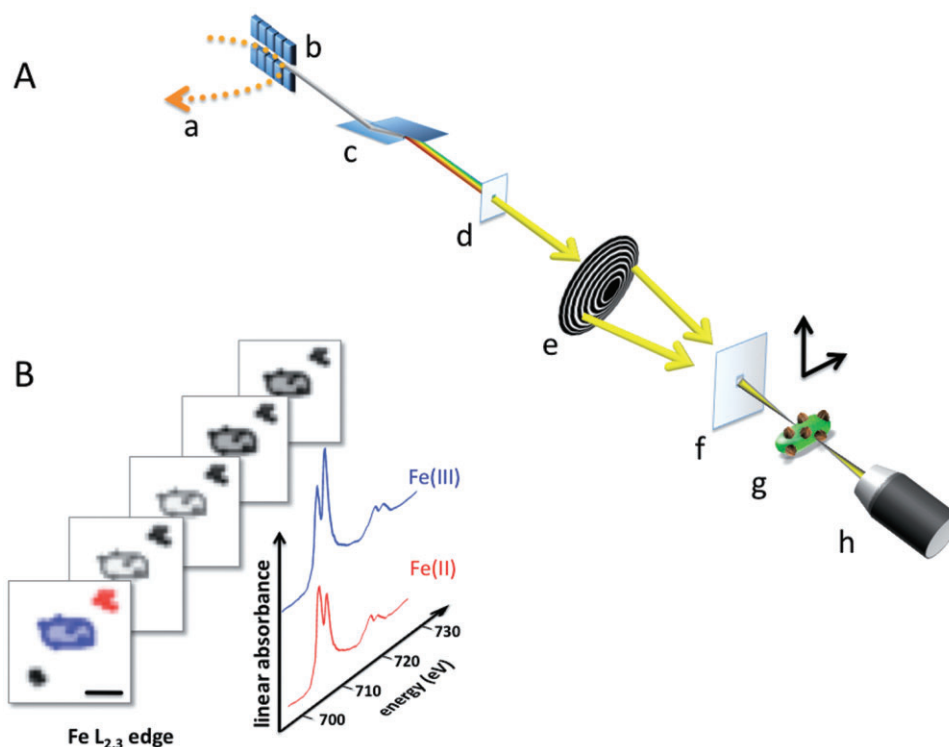 A
a
b
c
d
e
f
g
h
B
Fe(III)
Fe(II)
linear absorbance
700
710
720
730
energy (eV)
Fe L2,3 edge